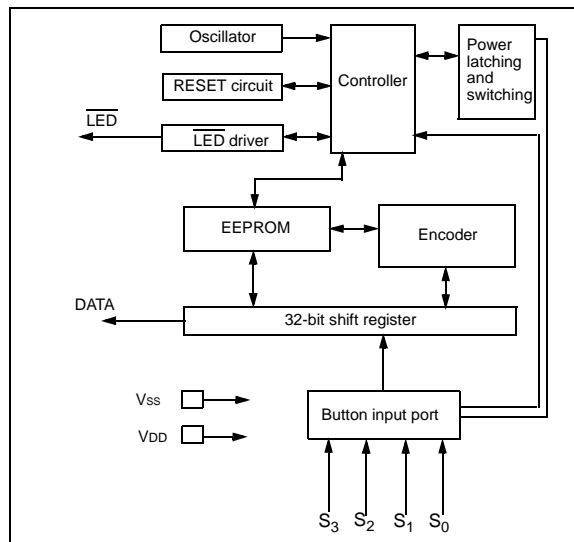 Oscillator
RESET circuit
LED
LED driver
Controller
Power
latching
and
switching
EEPROM
Encoder
DATA
32-bit shift register
VSS
VDD
Button input port
S3
S2
S1
S0